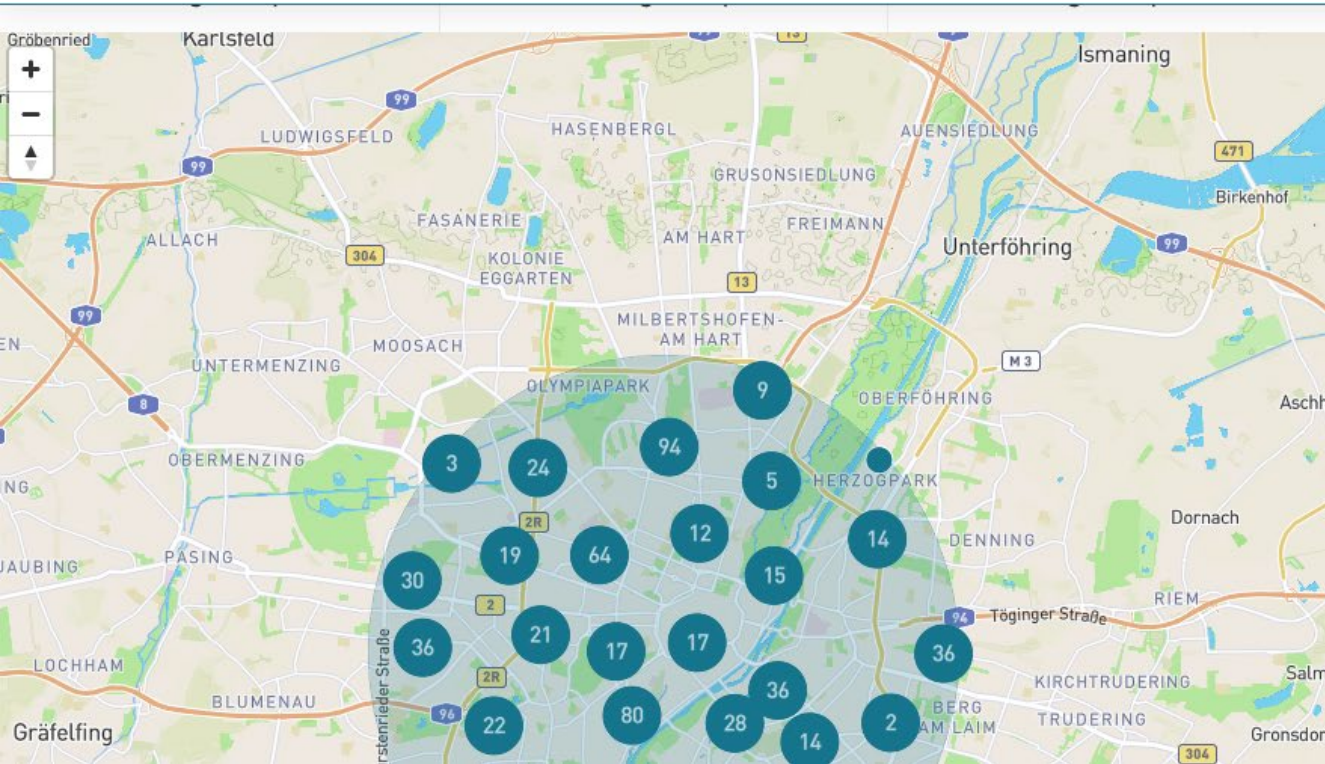 Gröbenried
Karlsfeld
13
Ismaning
+
99
LUDWIGSFELD
HASENBERGL
AUENSIEDLUNG
−
471
99
GRUSONSIEDLUNG
Birkenhof
FASANERIE
FREIMANN
ALLACH
AM HART
Unterföhring
99
304
KOLONIE
EGGARTEN
13
99
MILBERTSHOFEN-
AM HART
MOOSACH
UNTERMENZING
M 3
OLYMPIAPARK
9
OBERFÖHRING
8
94
OBERMENZING
3
24
5
HERZOGPARK
2R
12
Dornach
PASING
19
64
14
DENNING
30
15
2
RIEM
94
Töginger Straße
36
21
17
17
36
LOCHHAM
2R
36
KIRCHTRUDERING
BLUMENAU
96
22
80
28
14
2
BERG
AM LAIM
TRUDERING
Gräfelfing
304